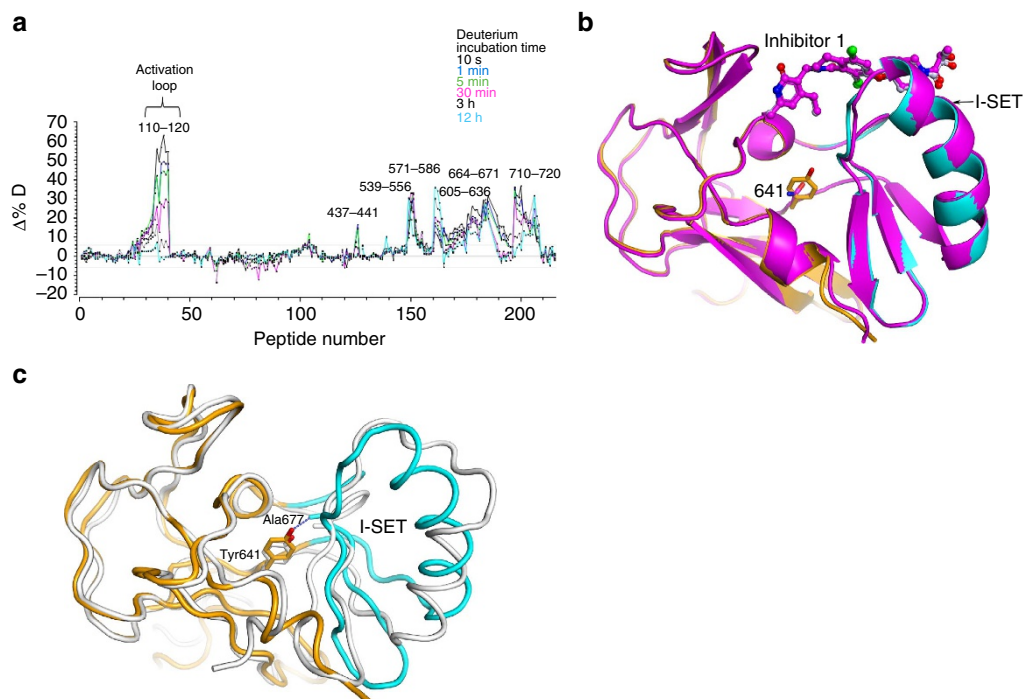 a
Deuterium
incubation time
10 s
1 min
5 min
30 min
3 h
12 h
Activation
loop
110–120
437–441
539–556
571–586
605–636
664–671
710–720
Δ% D
70
60
50
40
30
20
10
0
−10
−20
0 50 100 150 200
Peptide number
b
Inhibitor 1
I-SET
641
c
Ala677
I-SET
Tyr641